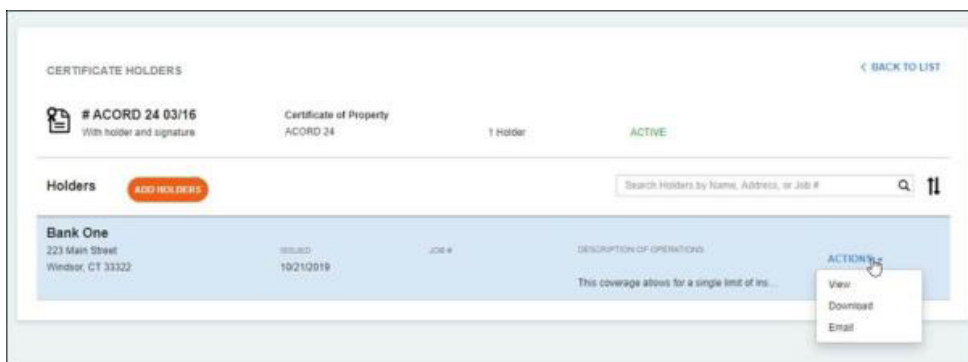 CERTIFICATE HOLDERS
< BACK TO LIST
# ACORD 24 03/16
With holder and signature
Certificate of Property
ACORD 24
1 Holder
ACTIVE
Holders
ADD HOLDERS
Search Holders by Name, Address, or Job #
Bank One
223 Main Street
Windsor, CT 33322
ISSUED
10/21/2019
JOB #
DESCRIPTION OF OPERATIONS
This coverage allows for a single limit of ins ...
ACTIONS
View
Download
Email